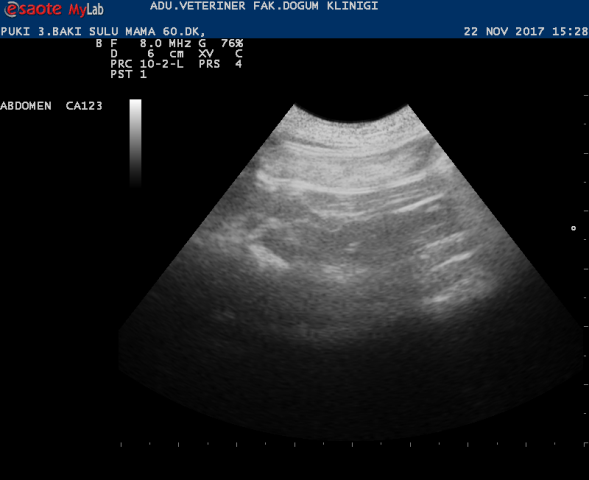 esaote MyLab
ADU.VETERINER FAK.DOGUM KLINIGI
PUKI 3.BAKI SULU MAMA 60.DK,
22 NOV 2017 15:28
B F 8.0 MHz G 76%
D 6 cm XV C
PRC 10-2-L PRS 4
PST 1
ABDOMEN CA123